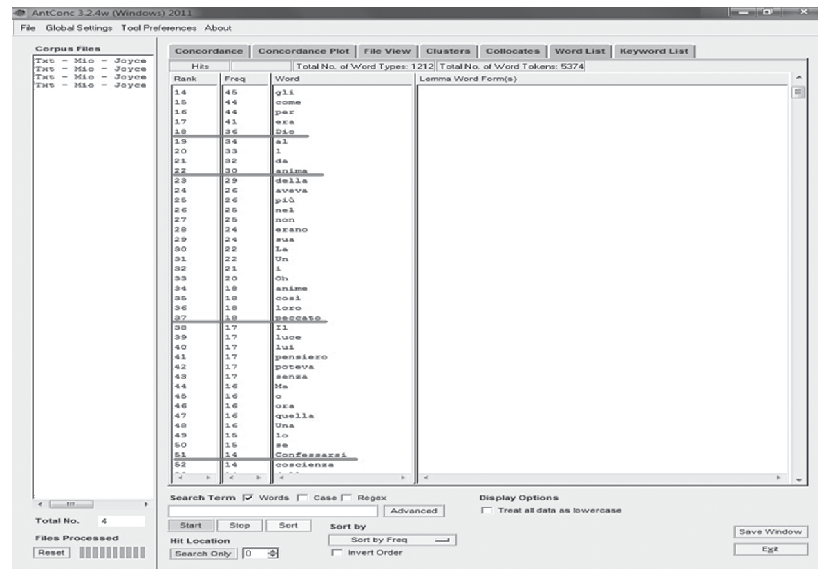 AntConc 3.2.4w (Windows) 2011
File Global Settings Tool Preferences About
Corpus Files
Txt - Mio - Joyce
Txt - Mio - Joyce
Txt - Mio - Joyce
Txt - Mio - Joyce
Concordance Concordance Plot File View Clusters Collocates Word List Keyword List
Hits Total No. of Word Types: 1212 Total No. of Word Tokens: 5374
Rank Freq Word Lemma Word Form(s)
14 45 gli
15 44 come
16 44 per
17 41 era
18 36 Dio
19 34 al
20 33 l
21 32 da
22 30 anima
23 29 della
24 26 aveva
25 26 più
26 25 nel
27 25 non
28 24 erano
29 24 sua
30 22 La
31 22 Un
32 21 i
33 20 Oh
34 18 anime
35 18 così
36 18 loro
37 18 peccato
38 17 Il
39 17 luce
40 17 lui
41 17 pensiero
42 17 poteva
43 17 senza
44 16 Ma
45 16 o
46 16 ora
47 16 quella
48 16 Una
49 15 lo
50 15 se
51 14 Confessarsi
52 14 coscienza
Search Term Words Case Regex
Advanced
Start Stop Sort
Hit Location
Search Only 0
Sort by
Sort by Freq
Invert Order
Display Options
Treat all data as lowercase
Total No. 4
Files Processed
Reset
Save Window
Exit